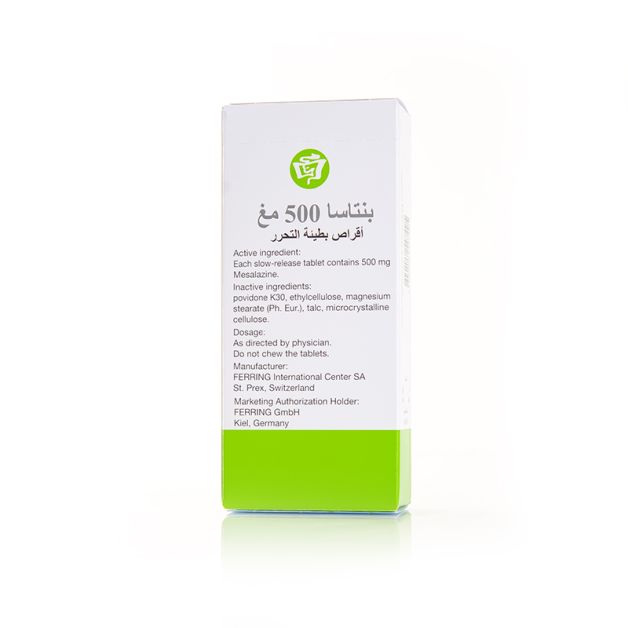 بنتاسا 500 مغ
أقراص بطيئة التحرر
Active ingredient:
Each slow-release tablet contains 500 mg
Mesalazine.
Inactive ingredients:
povidone K30, ethylcellulose, magnesium
stearate (Ph. Eur.), talc, microcrystalline
cellulose.
Dosage:
As directed by physician.
Do not chew the tablets.
Manufacturer:
FERRING International Center SA
St. Prex, Switzerland
Marketing Authorization Holder:
FERRING GmbH
Kiel, Germany